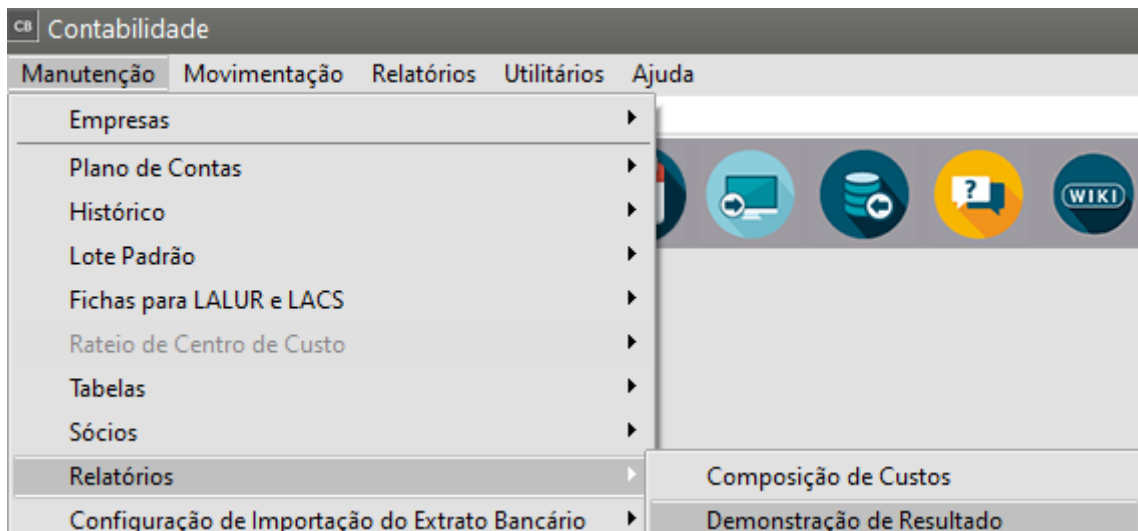 CB Contabilidade
Manutenção Movimentação Relatórios Utilitários Ajuda
Empresas
Plano de Contas
Histórico
Lote Padrão
Fichas para LALUR e LACS
Rateio de Centro de Custo
Tabelas
Sócios
Relatórios
Configuração de Importação do Extrato Bancário
? WIKI
Composição de Custos
Demonstração de Resultado